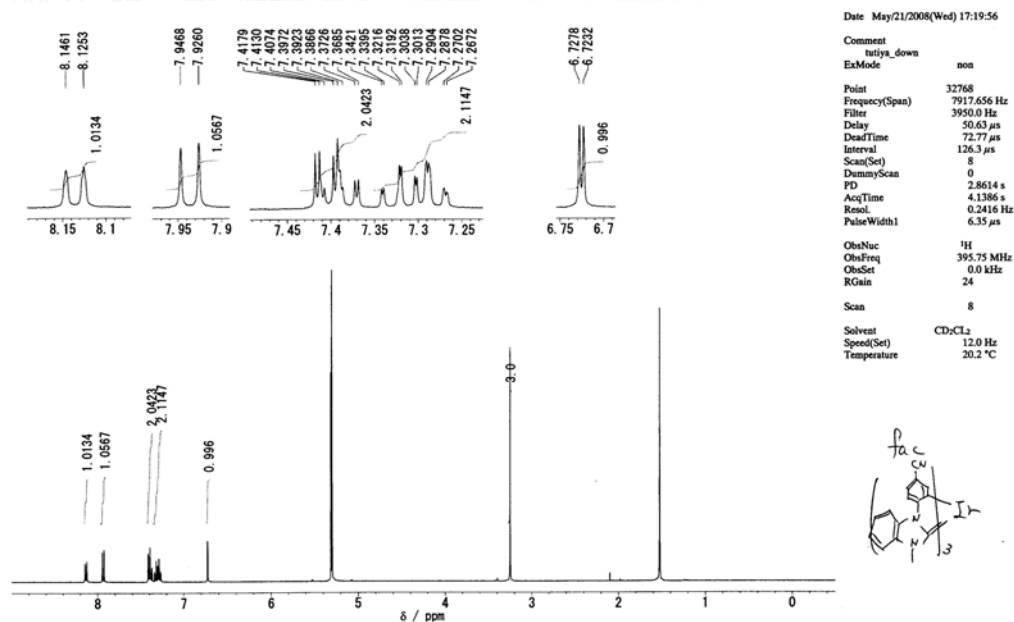 8.1461
8.1253
7.9468
7.9260
7.4179
7.4130
7.4074
7.3972
7.3923
7.3866
7.3726
7.3685
7.3421
7.3395
7.3216
7.3192
7.3038
7.3013
7.2904
7.2878
7.2702
7.2672
6.7278
6.7232
1.0134
1.0567
2.0423
2.1147
0.996
8.15 8.1
7.95 7.9
7.45 7.4 7.35 7.3 7.25
6.75 6.7
1.0134
1.0567
2.0423
2.1147
0.996
3.0
8 7 6 5 4 3 2 1 0
δ / ppm
Date May/21/2008(Wed) 17:19:56
Comment
tutiya_down
ExMode non
Point 32768
Frequecy(Span) 7917.656 Hz
Filter 3950.0 Hz
Delay 50.63 μs
DeadTime 72.77 μs
Interval 126.3 μs
Scan(Set) 8
DummyScan 0
PD 2.8614 s
AcqTime 4.1386 s
Resol. 0.2416 Hz
PulseWidth1 6.35 μs
ObsNuc ¹H
ObsFreq 395.75 MHz
ObsSet 0.0 kHz
RGain 24
Scan 8
Solvent CD₂CL₂
Speed(Set) 12.0 Hz
Temperature 20.2 °C
fac
CN
N
Ir
N
3